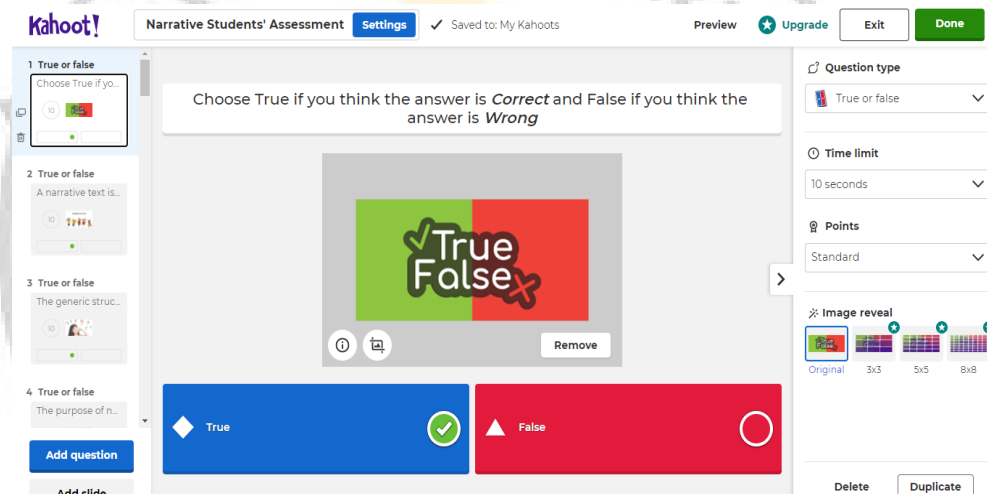 Kahoot!
Narrative Students' Assessment
Settings
Saved to: My Kahoots
Preview
Upgrade
Exit
Done
1 True or false
Choose True if yo...
10
2 True or false
A narrative text is...
10
3 True or false
The generic struc...
10
4 True or false
The purpose of n...
Add question
Add slide
Choose True if you think the answer is Correct and False if you think the
answer is Wrong
True
False
Remove
True
False
Question type
True or false
Time limit
10 seconds
Points
Standard
Image reveal
True
False
Original
3x3
5x5
8x8
Delete
Duplicate